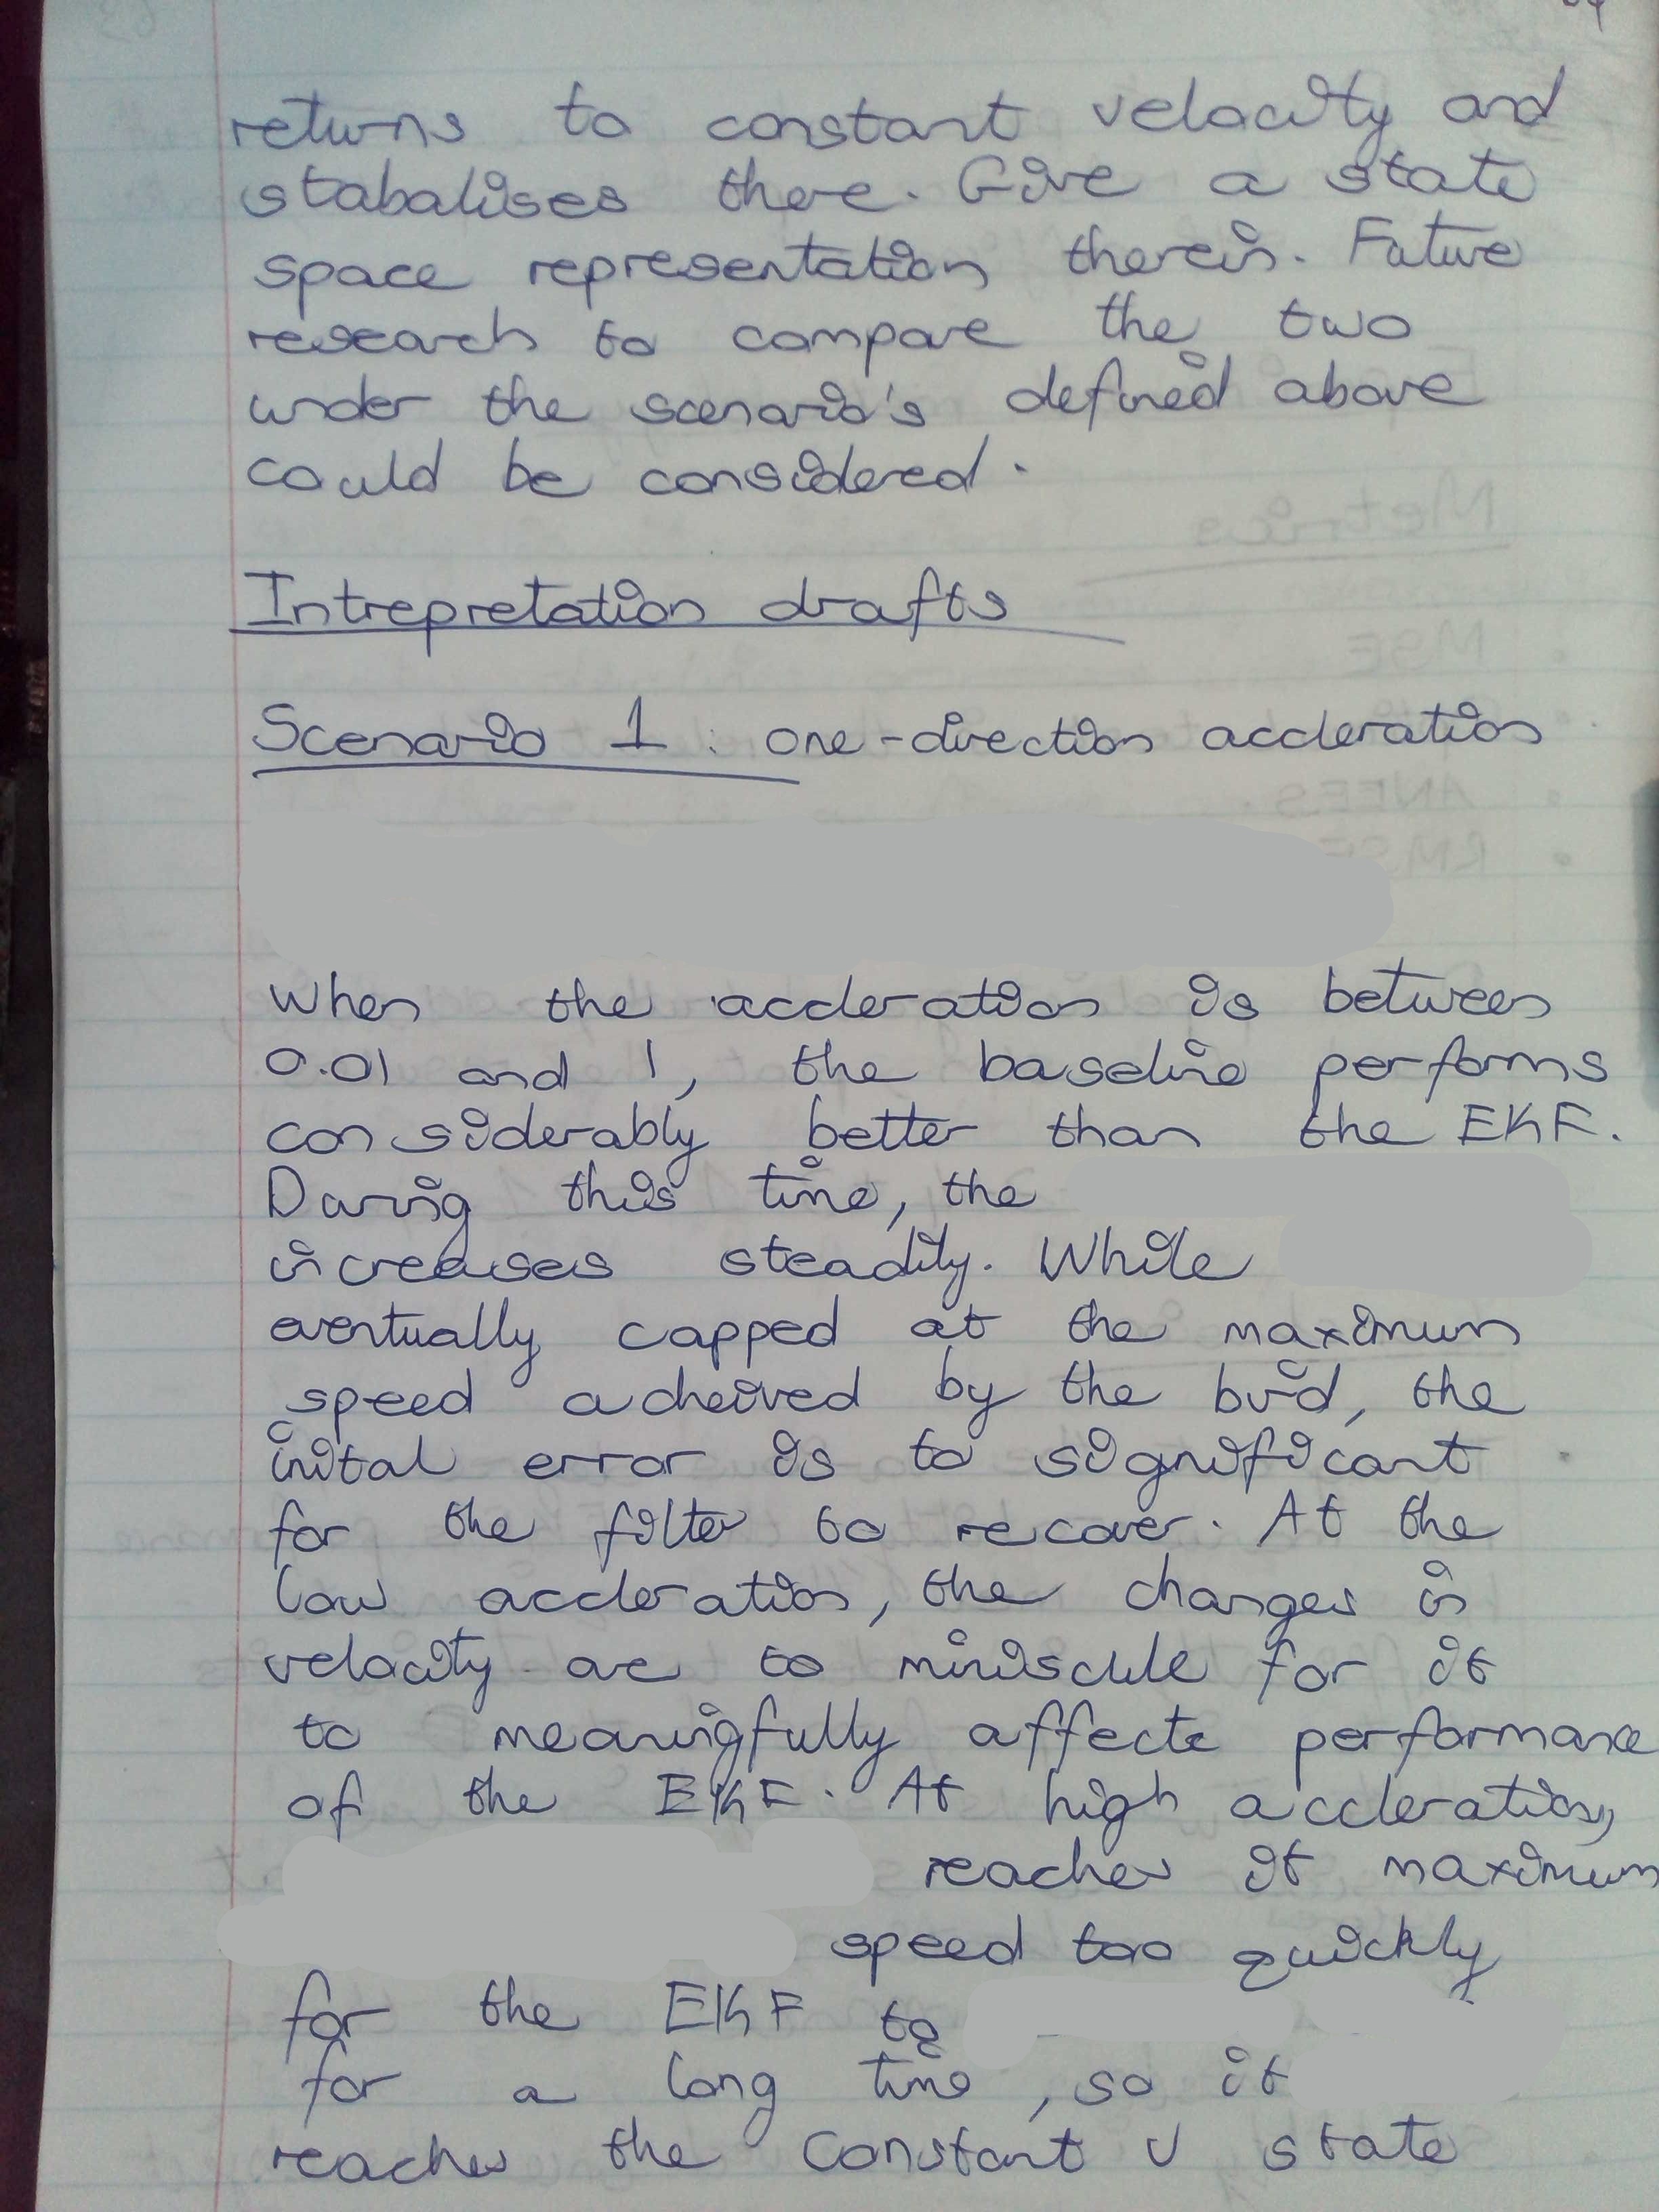 returns to constant velocity and
stabalises there. Give a state
space representation therein. Future
research to compare the two
under the scenario's defined above
could be considered.
Intrepretation drafts
Scenario 1 : one-direction accleration
When the accleration is between
0.01 and 1, the baseline performs
considerably better than the EKF.
During this time, the
increases steadily. While
eventually capped at the maximum
speed acheived by the bird, the
inital error is to significant
for the filter to recover. At the
low accleration, the changes in
velocity are to miniscule for it
to meaningfully affecte performance
of the EKF. At high accleration,
reaches it maximum
speed too quickly
for the EKF to
for a long time, so it
reaches the constant v state